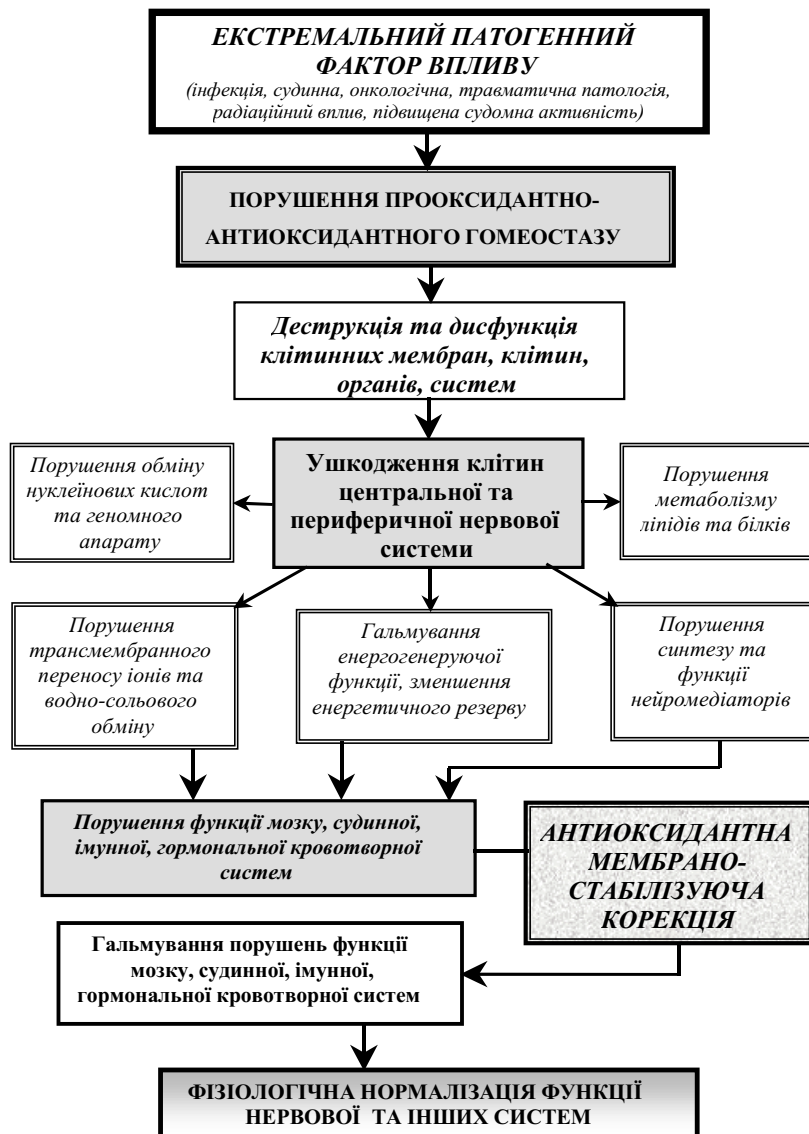 ЕКСТРЕМАЛЬНИЙ ПАТОГЕННИЙ
ФАКТОР ВПЛИВУ
(інфекція, судинна, онкологічна, травматична патологія,
радіаційний вплив, підвищена судомна активність)
ПОРУШЕННЯ ПРООКСИДАНТНО-
АНТИОКСИДАНТНОГО ГОМЕОСТАЗУ
Деструкція та дисфункція
клітинних мембран, клітин,
органів, систем
Порушення обміну
нуклеїнових кислот
та геномного
апарату
Ушкодження клітин
центральної та
периферичної нервової
системи
Порушення
метаболізму
ліпідів та білків
Порушення
трансмембранного
переносу іонів та
водно-сольового
обміну
Гальмування
енергогенеруючої
функції, зменшення
енергетичного резерву
Порушення
синтезу та
функції
нейромедіаторів
Порушення функції мозку, судинної,
імунної, гормональної кровотворної
систем
АНТИОКСИДАНТНА
МЕМБРАНО-
СТАБІЛІЗУЮЧА
КОРЕКЦІЯ
Гальмування порушень функції
мозку, судинної, імунної,
гормональної кровотворної систем
ФІЗІОЛОГІЧНА НОРМАЛІЗАЦІЯ ФУНКЦІЇ
НЕРВОВОЇ ТА ІНШИХ СИСТЕМ